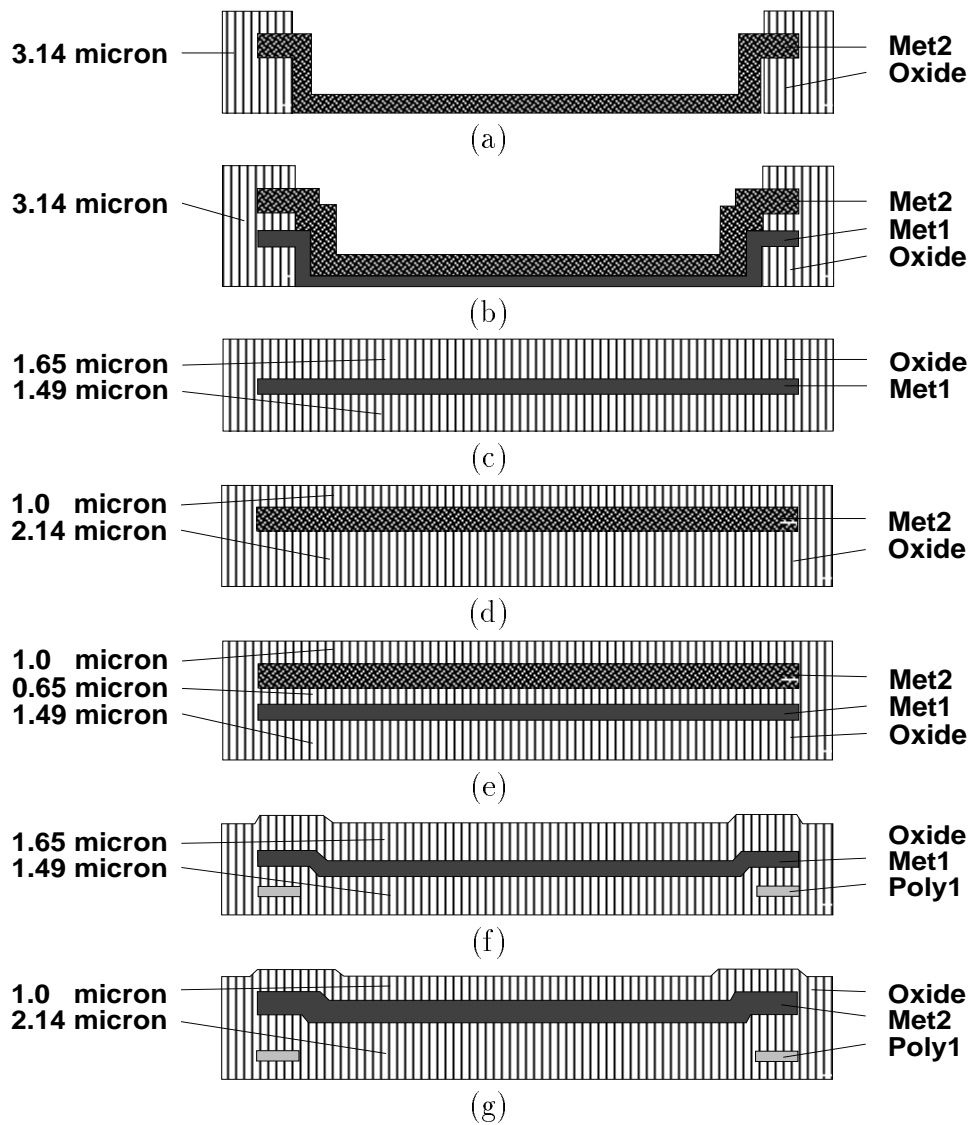 3.14 micron
Met2
Oxide
(a)
3.14 micron
Met2
Met1
Oxide
(b)
1.65 micron
1.49 micron
Oxide
Met1
(c)
1.0 micron
2.14 micron
Met2
Oxide
(d)
1.0 micron
0.65 micron
1.49 micron
Met2
Met1
Oxide
(e)
1.65 micron
1.49 micron
Oxide
Met1
Poly1
(f)
1.0 micron
2.14 micron
Oxide
Met2
Poly1
(g)